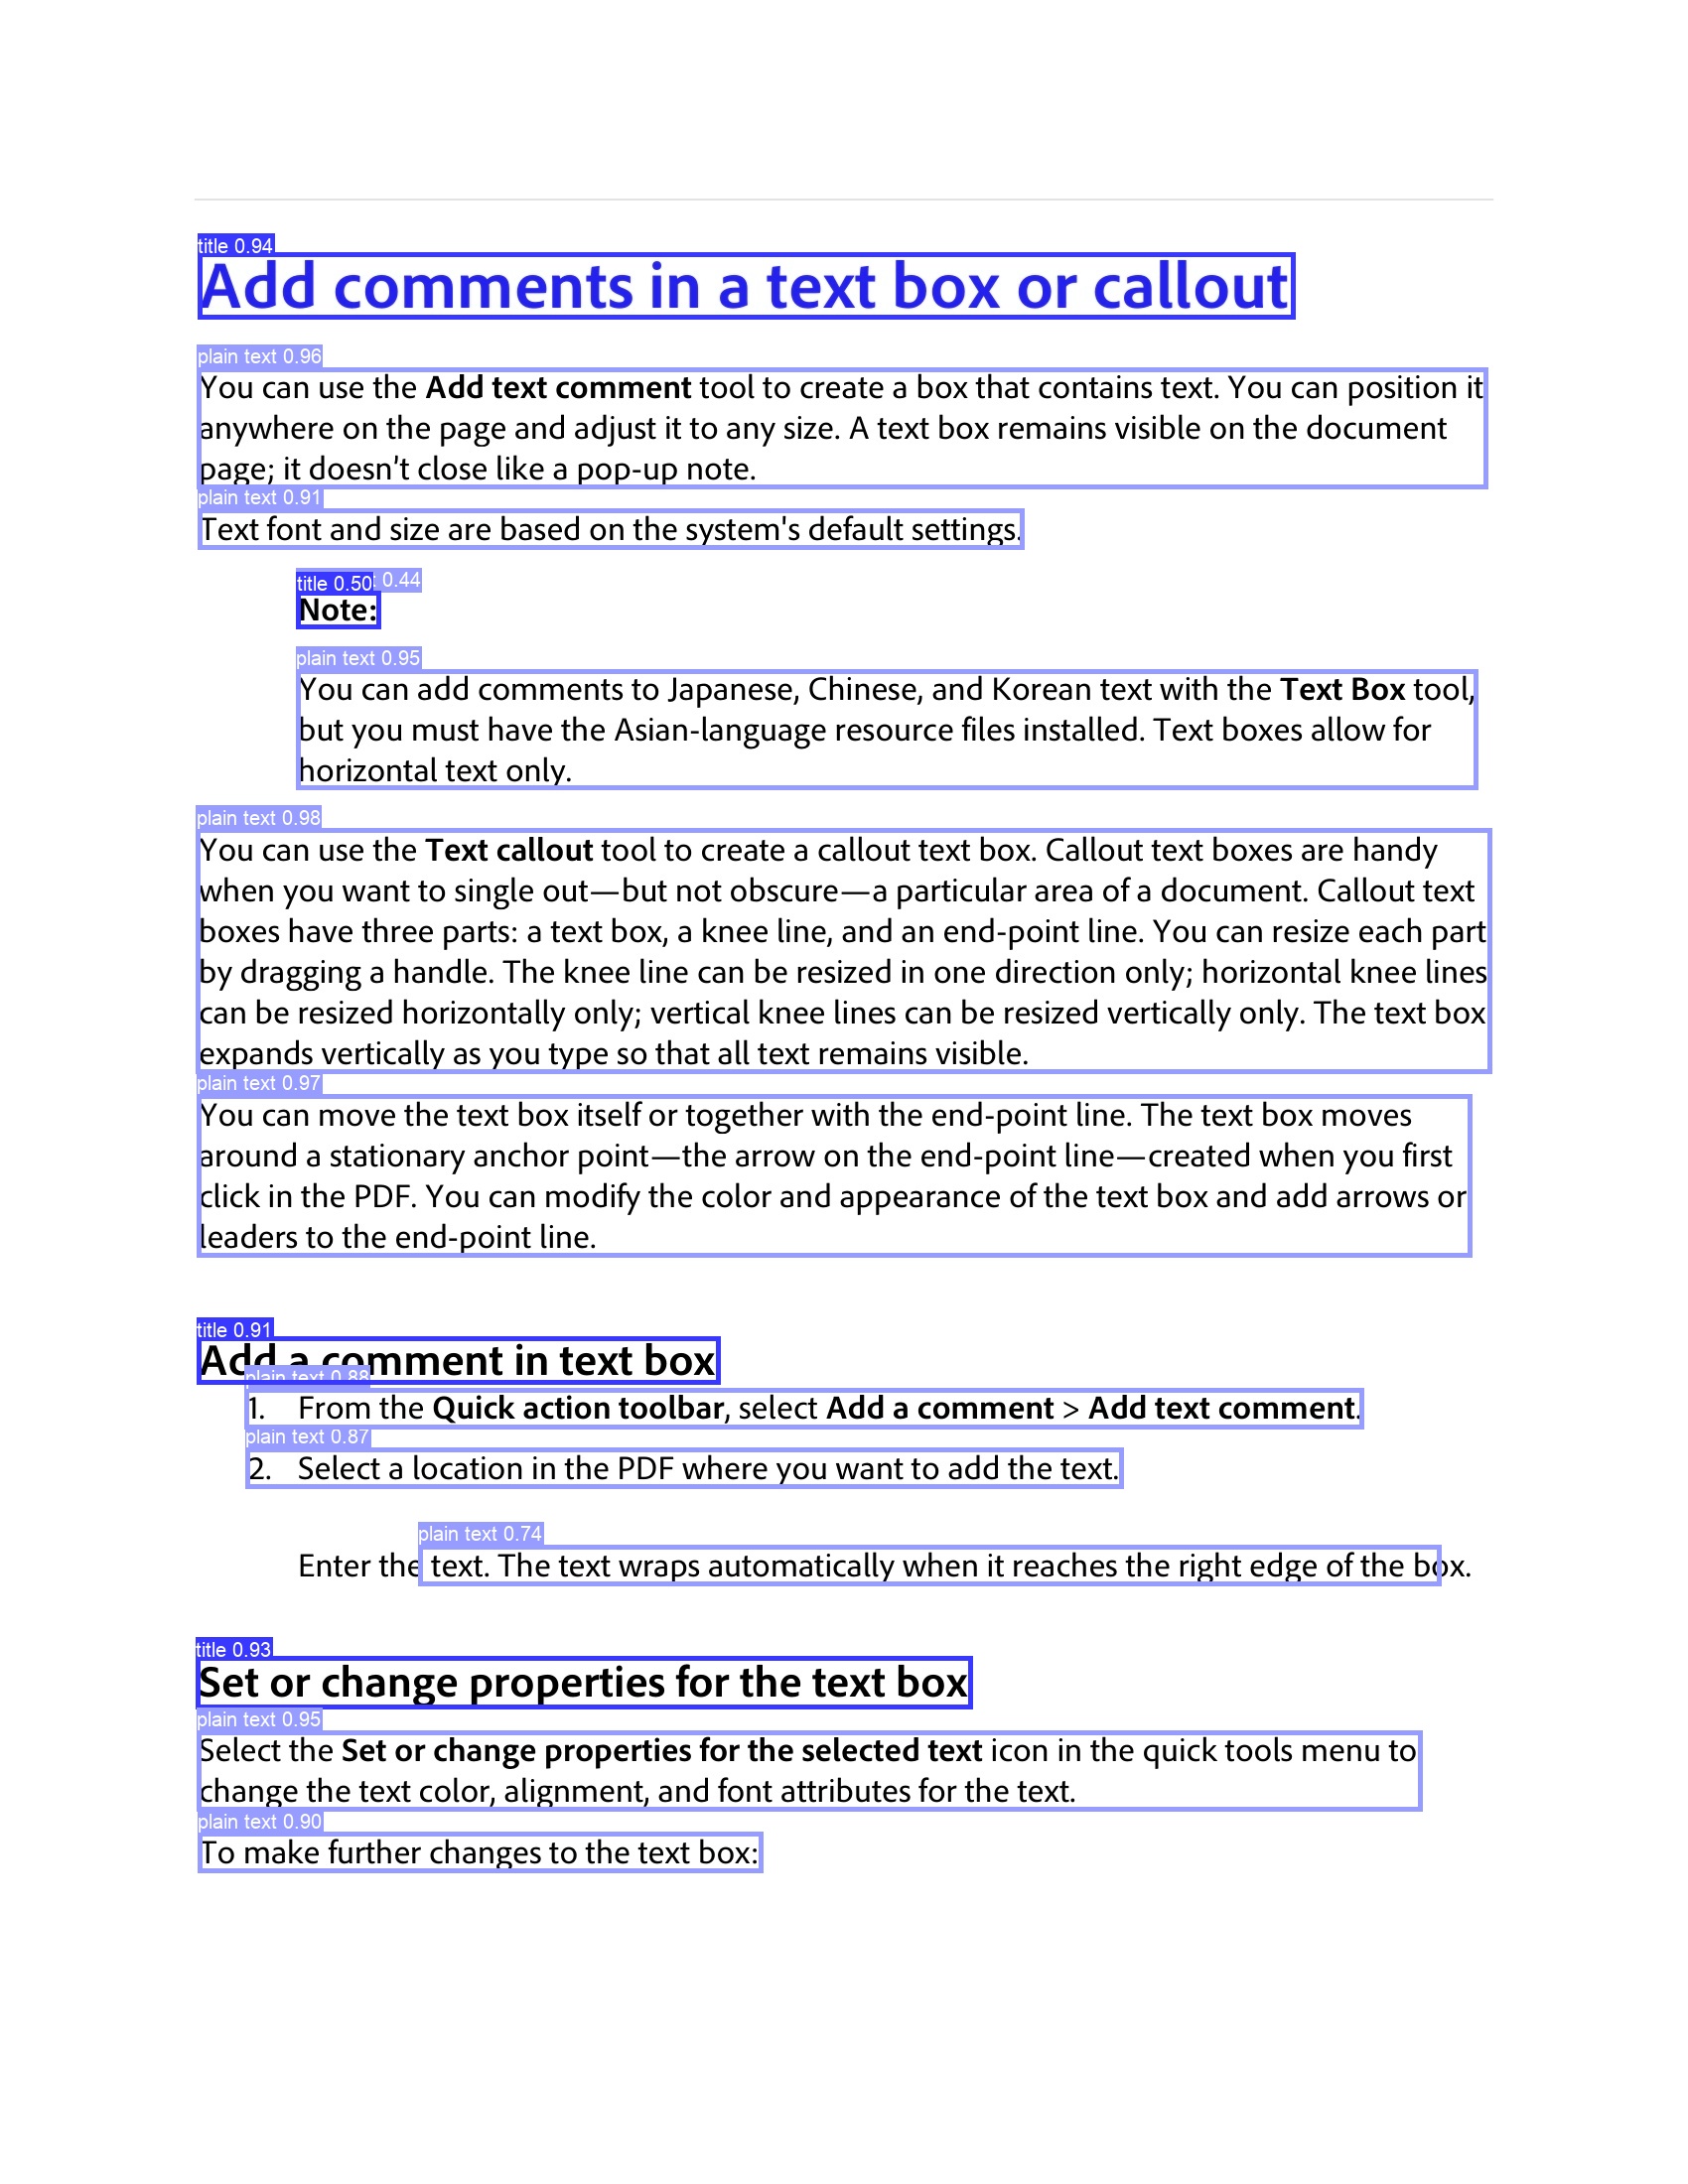 title 0.94
Add comments in a text box or callout
plain text 0.96
You can use the Add text comment tool to create a box that contains text. You can position it
anywhere on the page and adjust it to any size. A text box remains visible on the document
page; it doesn't close like a pop-up note.
plain text 0.91
Text font and size are based on the system's default settings.
title 0.50 0.44
Note:
plain text 0.95
You can add comments to Japanese, Chinese, and Korean text with the Text Box tool,
but you must have the Asian-language resource files installed. Text boxes allow for
horizontal text only.
plain text 0.98
You can use the Text callout tool to create a callout text box. Callout text boxes are handy
when you want to single out—but not obscure—a particular area of a document. Callout text
boxes have three parts: a text box, a knee line, and an end-point line. You can resize each part
by dragging a handle. The knee line can be resized in one direction only; horizontal knee lines
can be resized horizontally only; vertical knee lines can be resized vertically only. The text box
expands vertically as you type so that all text remains visible.
plain text 0.97
You can move the text box itself or together with the end-point line. The text box moves
around a stationary anchor point—the arrow on the end-point line—created when you first
click in the PDF. You can modify the color and appearance of the text box and add arrows or
leaders to the end-point line.
title 0.91
Add a comment in text box
plain text 0.88
1. From the Quick action toolbar, select Add a comment > Add text comment.
plain text 0.87
2. Select a location in the PDF where you want to add the text.
plain text 0.74
Enter the text. The text wraps automatically when it reaches the right edge of the box.
title 0.93
Set or change properties for the text box
plain text 0.95
Select the Set or change properties for the selected text icon in the quick tools menu to
change the text color, alignment, and font attributes for the text.
plain text 0.90
To make further changes to the text box: